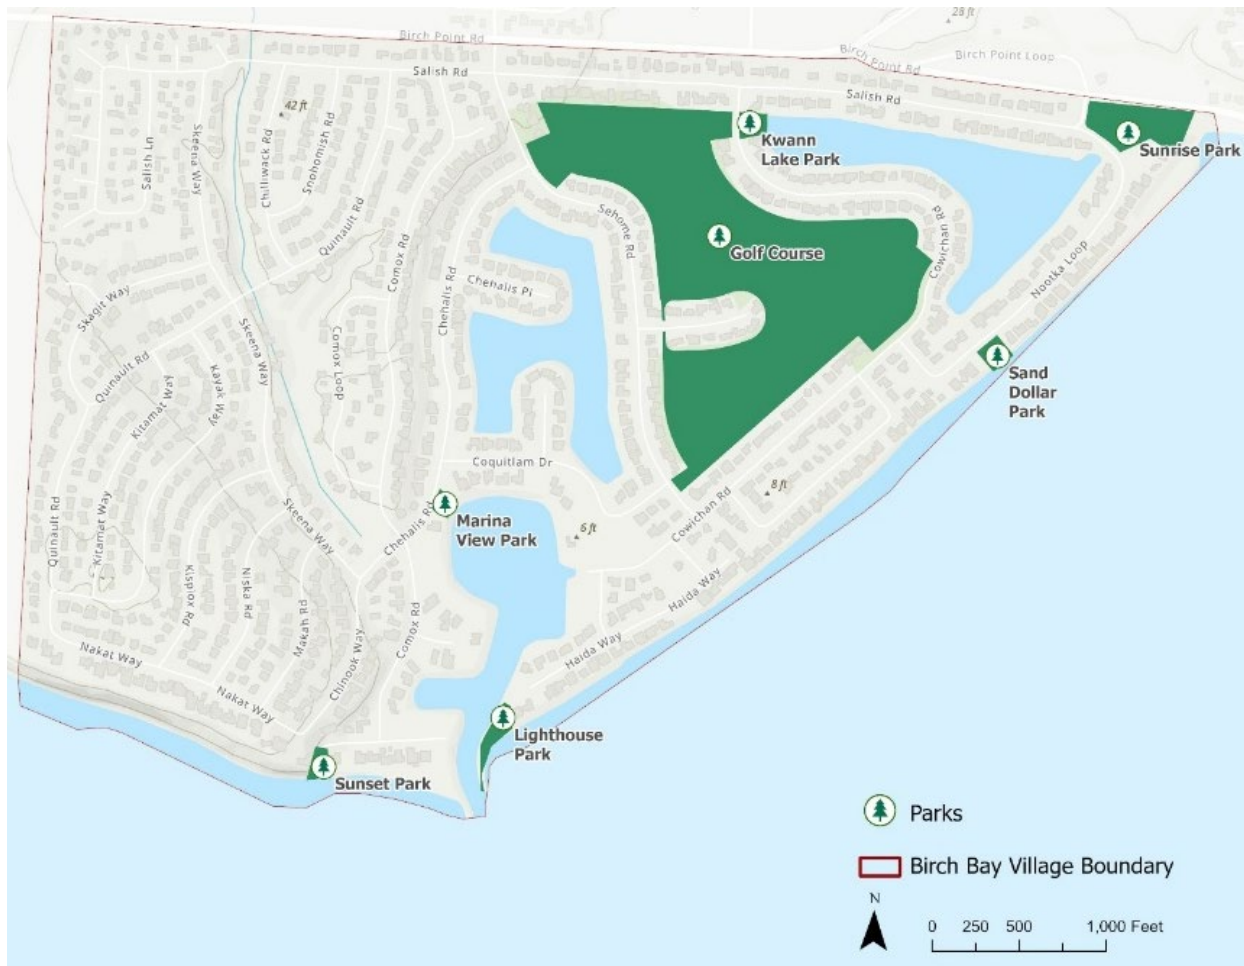 28 ft
Birch Point Rd
Birch Point Rd
Birch Point Loop
Salish Rd
Salish Rd
42 ft
Kwann
Lake Park
Sunrise Park
Salish Ln
Skeena Way
Chilliwack Rd
Snohomish Rd
Quinault Rd
Comox Rd
Sehome Rd
Cowichan Rd
Golf Course
Nootka Loop
Chehalis Rd
Chehalis Pl
Skagit Way
Skeena Way
Comox Loop
Quinault Rd
Kitamat Way
Kayak Way
Sand
Dollar
Park
Coquitlam Dr
8 ft
Cowichan Rd
Marina
View Park
6 ft
Chehalis Rd
Skeena Way
Quinault Rd
Kitamat Way
Kispiox Rd
Niska Rd
Makah Rd
Chinook Way
Comox Rd
Haida Way
Haida Way
Nakat Way
Nakat Way
Lighthouse
Park
Sunset Park
Parks
Birch Bay Village Boundary
N
0 250 500 1,000 Feet